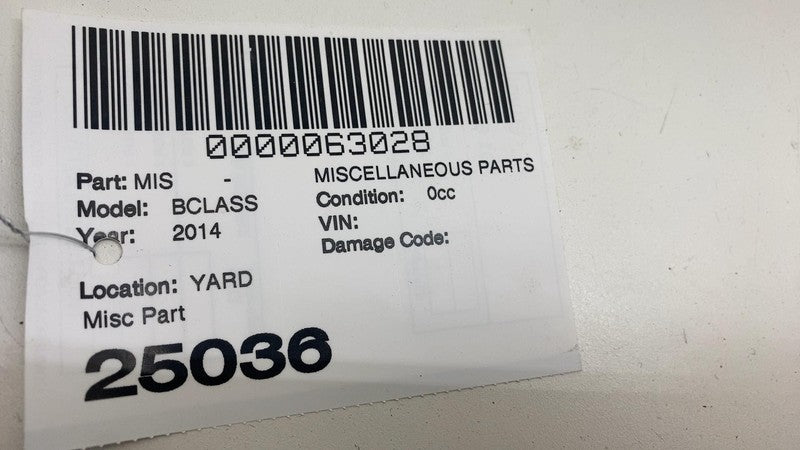 0000063028
Part: MIS - MISCELLANEOUS PARTS
Model: BCLASS Condition: 0cc
Year: 2014 VIN:
Damage Code:
Location: YARD
Misc Part
25036